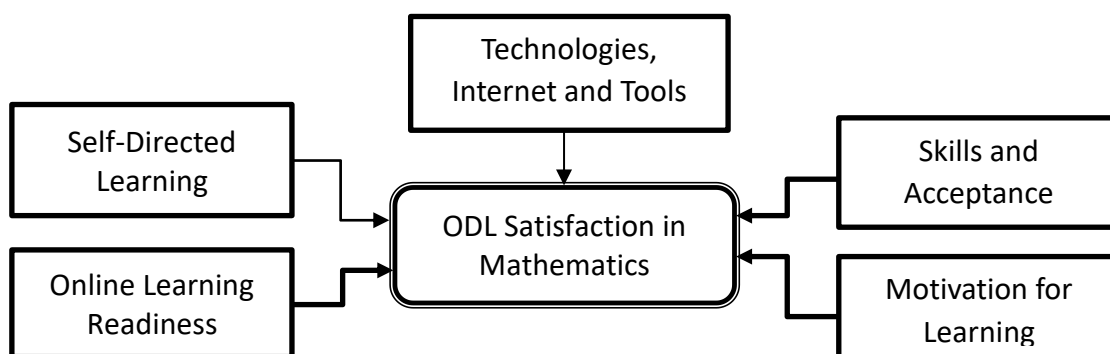 Technologies,
Internet and Tools
Self-Directed
Learning
Skills and
Acceptance
ODL Satisfaction in
Mathematics
Online Learning
Readiness
Motivation for
Learning